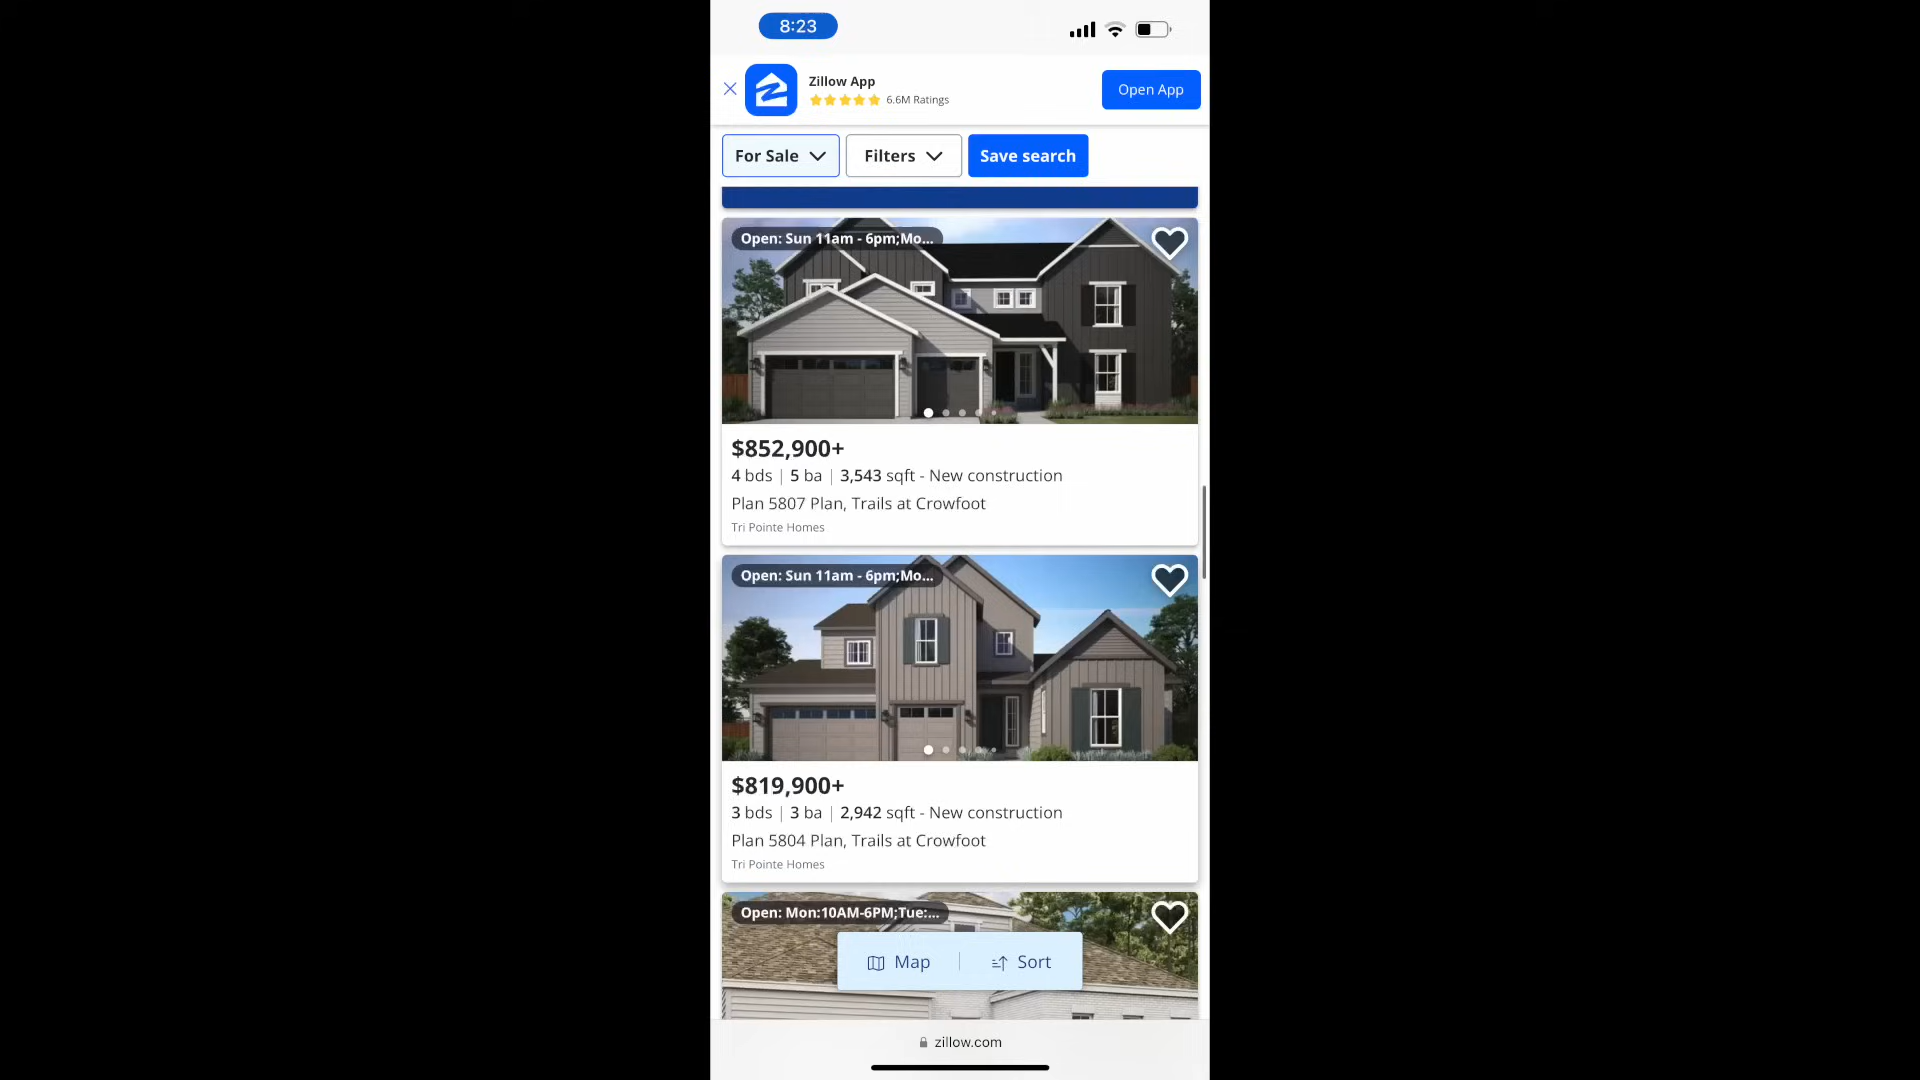 8:23
Zillow App
6.6M Ratings
Open App
For Sale
Filters
Save search
Open: Sun 11am - 6pm;Mo...
$852,900+
4 bds | 5 ba | 3,543 sqft - New construction
Plan 5807 Plan, Trails at Crowfoot
Tri Pointe Homes
Open: Sun 11am - 6pm;Mo...
$819,900+
3 bds | 3 ba | 2,942 sqft - New construction
Plan 5804 Plan, Trails at Crowfoot
Tri Pointe Homes
Open: Mon:10AM-6PM;Tue:...
Map | Sort
zillow.com